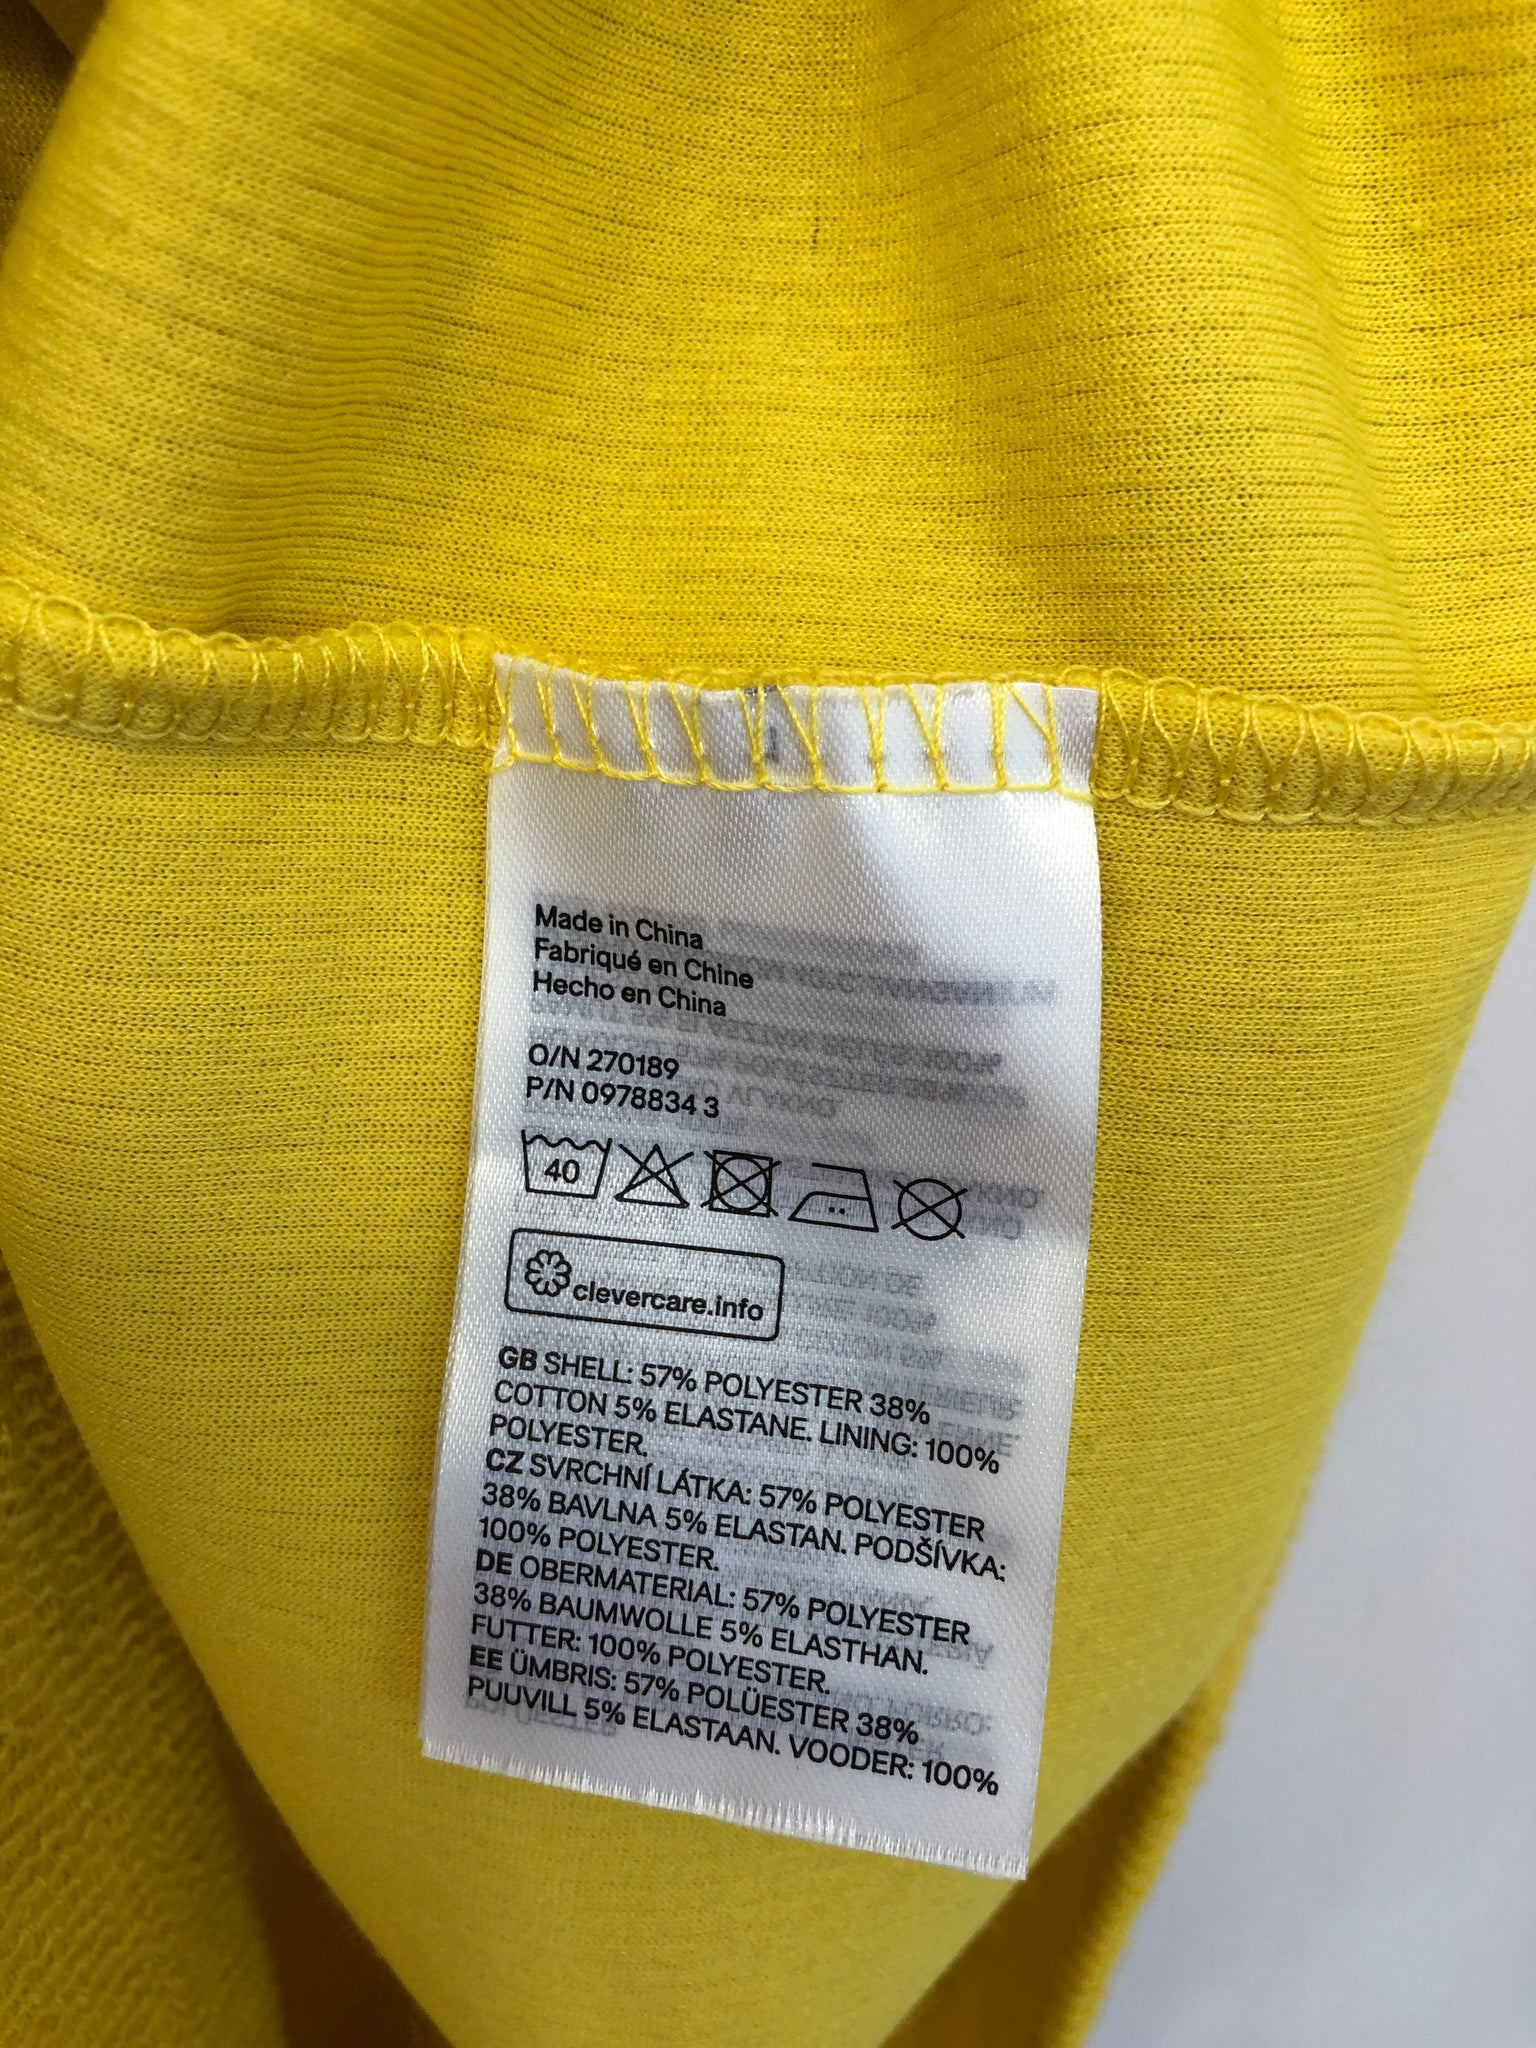 Made in China
Fabriqué en Chine
Hecho en China
O/N 270189
P/N 0978834 3
40
clevercare.info
GB SHELL: 57% POLYESTER 38%
COTTON 5% ELASTANE. LINING: 100%
POLYESTER.
CZ SVRCHNÍ LÁTKA: 57% POLYESTER
38% BAVLNA 5% ELASTAN. PODŠÍVKA:
100% POLYESTER.
DE OBERMATERIAL: 57% POLYESTER
38% BAUMWOLLE 5% ELASTHAN.
FUTTER: 100% POLYESTER.
EE ÜMBRIS: 57% POLÜESTER 38%
PUUVILL 5% ELASTAAN. VOODER: 100%